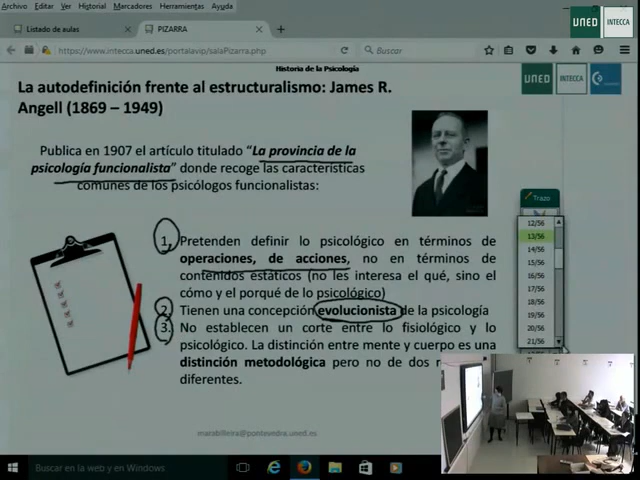 Archivo Editar Ver Historial Marcadores Herramientas Ayuda
Listado de aulas
PIZARRA
https://www.intecca.uned.es/portalavip/salaPizarra.php
Buscar
UNED
INTECCA
Historia de la Psicología
UNED
INTECCA
La autodefinición frente al estructuralismo: James R.
Angell (1869 – 1949)
Publica en 1907 el artículo titulado “La provincia de la
psicología funcionalista” donde recoge las características
comunes de los psicólogos funcionalistas:
1. Pretenden definir lo psicológico en términos de
operaciones, de acciones, no en términos de
contenidos estáticos (no les interesa el qué, sino el
cómo y el porqué de lo psicológico)
2. Tienen una concepción evolucionista de la psicología
3. No establecen un corte entre lo fisiológico y lo
psicológico. La distinción entre mente y cuerpo es una
distinción metodológica pero no de dos
diferentes.
Trazo
12/56
13/56
14/56
15/56
16/56
17/56
18/56
19/56
20/56
21/56
Buscar en la web y en Windows